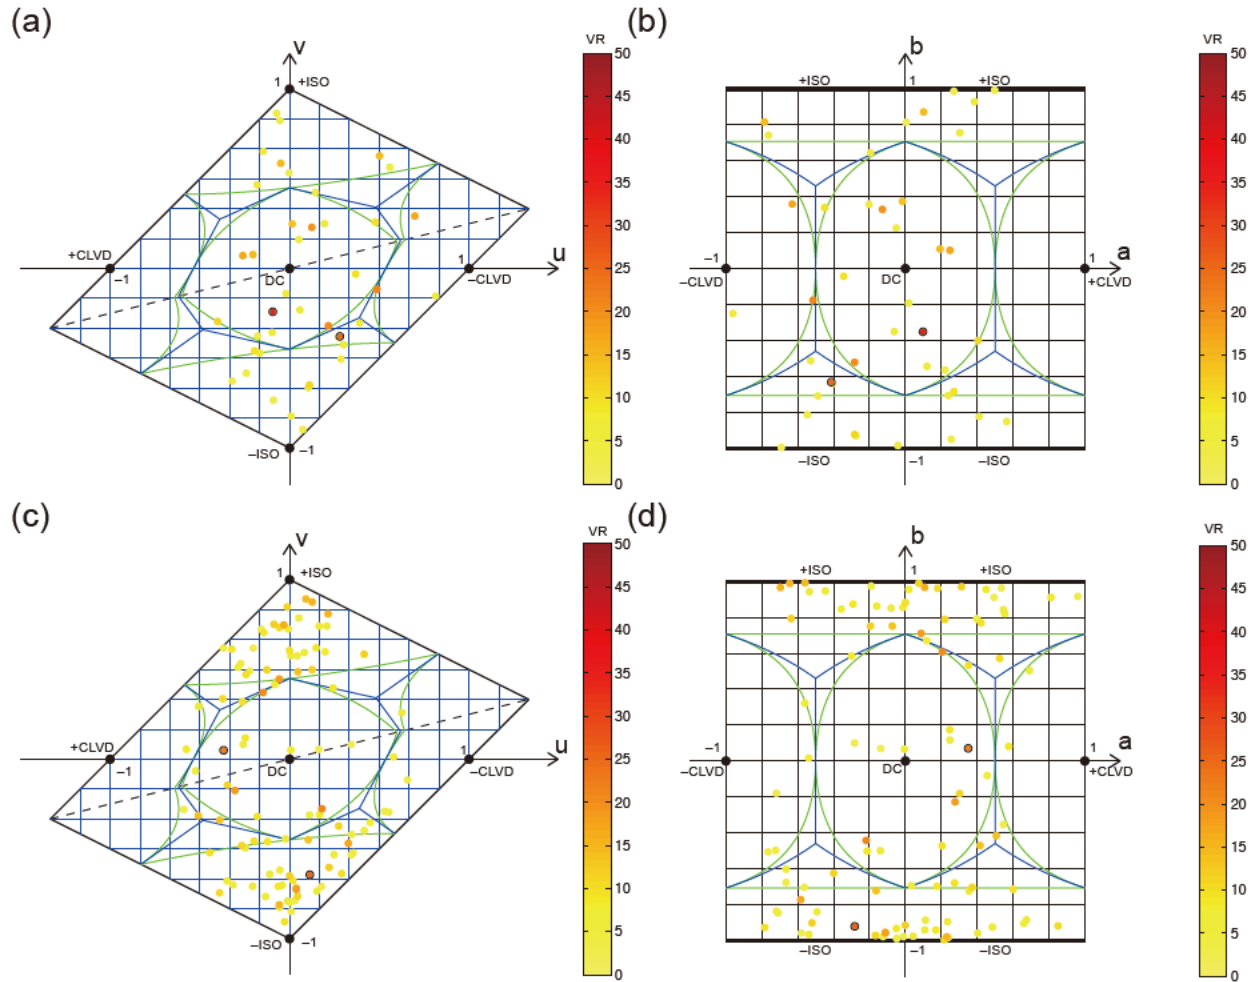 (a)
v
1 +ISO
+CLVD
–1
DC
1
u
–CLVD
–ISO –1
VR
50
45
40
35
30
25
20
15
10
5
0
(b)
b
+ISO 1 +ISO
–1
–CLVD
DC
1 a
+CLVD
–ISO –1 –ISO
VR
50
45
40
35
30
25
20
15
10
5
0
(c)
v
1 +ISO
+CLVD
–1
DC
1
u
–CLVD
–ISO –1
VR
50
45
40
35
30
25
20
15
10
5
0
(d)
b
+ISO 1 +ISO
–1
–CLVD
DC
1 a
+CLVD
–ISO –1 –ISO
VR
50
45
40
35
30
25
20
15
10
5
0